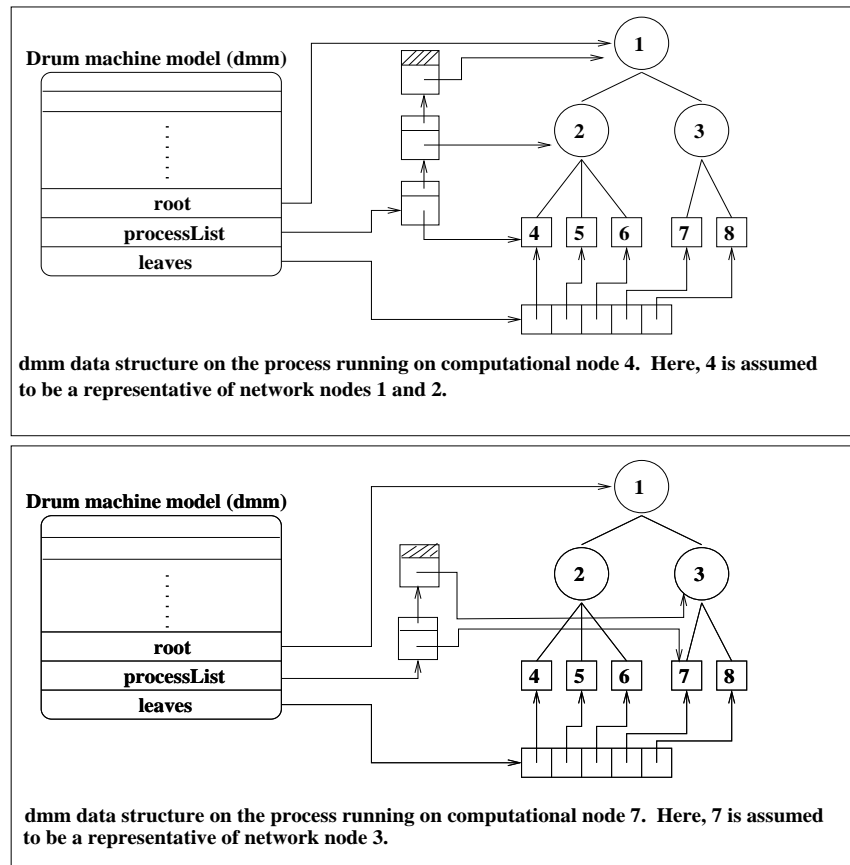 1
Drum machine model (dmm)
2 3
root
processList
leaves
4 5 6 7 8
dmm data structure on the process running on computational node 4. Here, 4 is assumed
to be a representative of network nodes 1 and 2.
1
Drum machine model (dmm)
2 3
root
processList
leaves
4 5 6 7 8
dmm data structure on the process running on computational node 7. Here, 7 is assumed
to be a representative of network node 3.